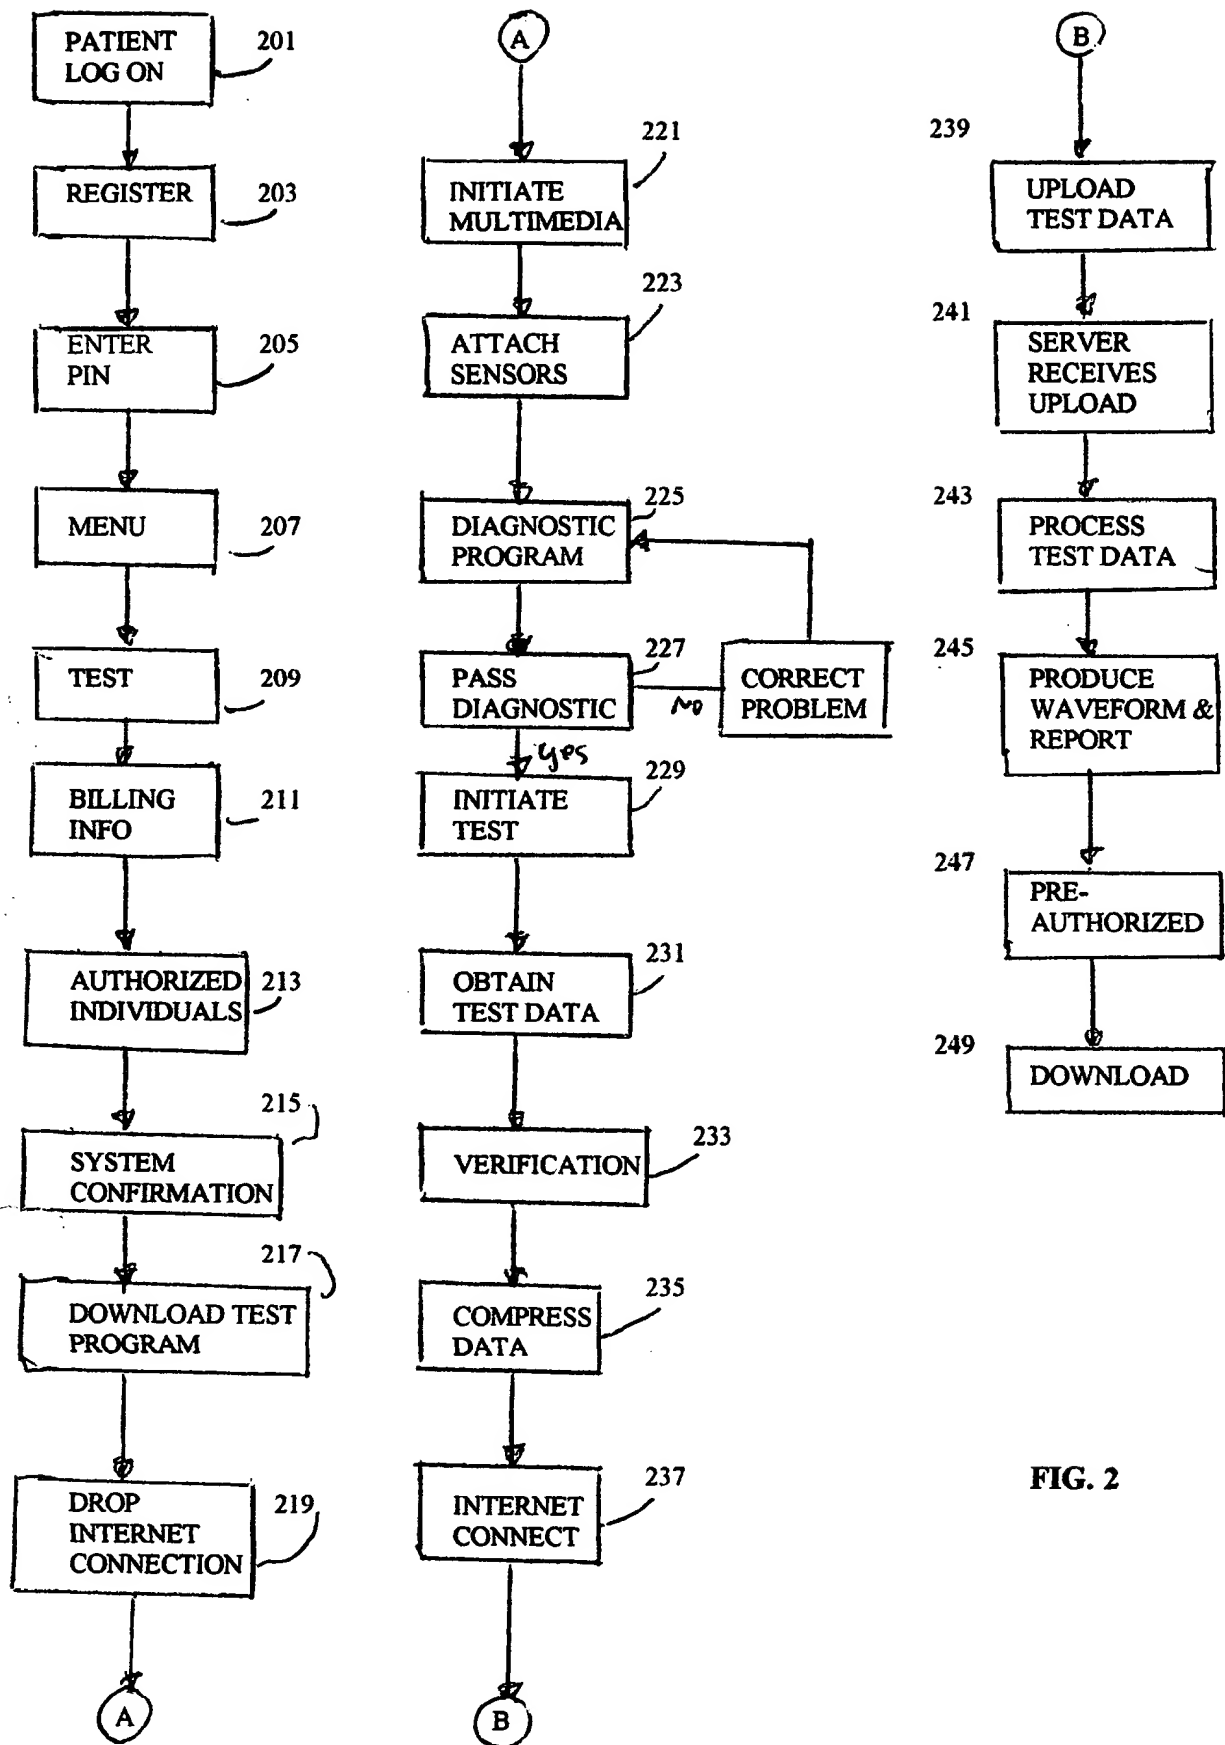 PATIENT
LOG ON
201
REGISTER
203
ENTER
PIN
205
MENU
207
TEST
209
BILLING
INFO
211
AUTHORIZED
INDIVIDUALS
213
215
SYSTEM
CONFIRMATION
217
DOWNLOAD TEST
PROGRAM
DROP
INTERNET
CONNECTION
219
A
A
221
INITIATE
MULTIMEDIA
223
ATTACH
SENSORS
225
DIAGNOSTIC
PROGRAM
227
PASS
DIAGNOSTIC
NO
CORRECT
PROBLEM
yes
229
INITIATE
TEST
231
OBTAIN
TEST DATA
233
VERIFICATION
235
COMPRESS
DATA
237
INTERNET
CONNECT
B
B
239
UPLOAD
TEST DATA
241
SERVER
RECEIVES
UPLOAD
243
PROCESS
TEST DATA
245
PRODUCE
WAVEFORM &
REPORT
247
PRE-
AUTHORIZED
249
DOWNLOAD
FIG. 2